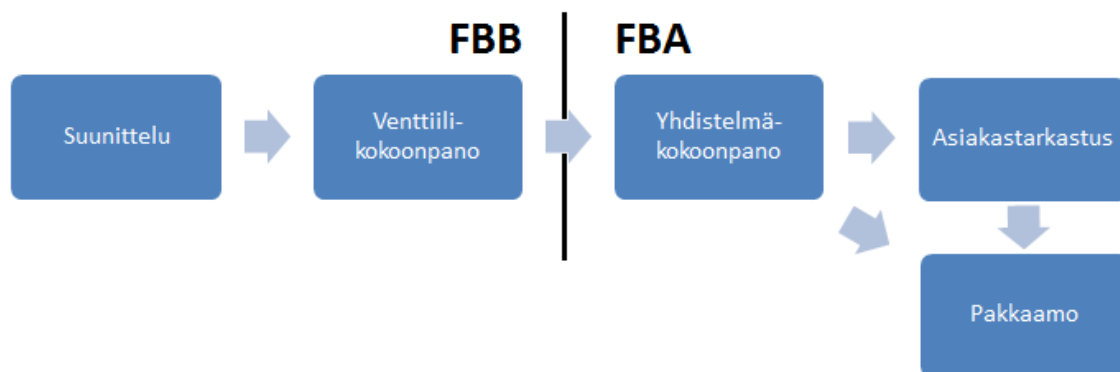 FBB
FBA
Suunittelu
Venttiili-
kokoonpano
Yhdistelmä-
kokoonpano
Asiakastarkastus
Pakkaamo